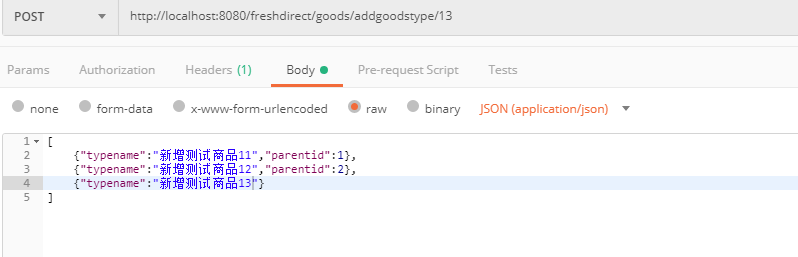 POST http://localhost:8080/freshdirect/goods/addgoodstype/13
Params Authorization Headers (1) Body Pre-request Script Tests
none form-data x-www-form-urlencoded raw binary JSON (application/json)
1 [
2 {"typename":"新增测试商品11","parentid":1},
3 {"typename":"新增测试商品12","parentid":2},
4 {"typename":"新增测试商品13"}
5 ]